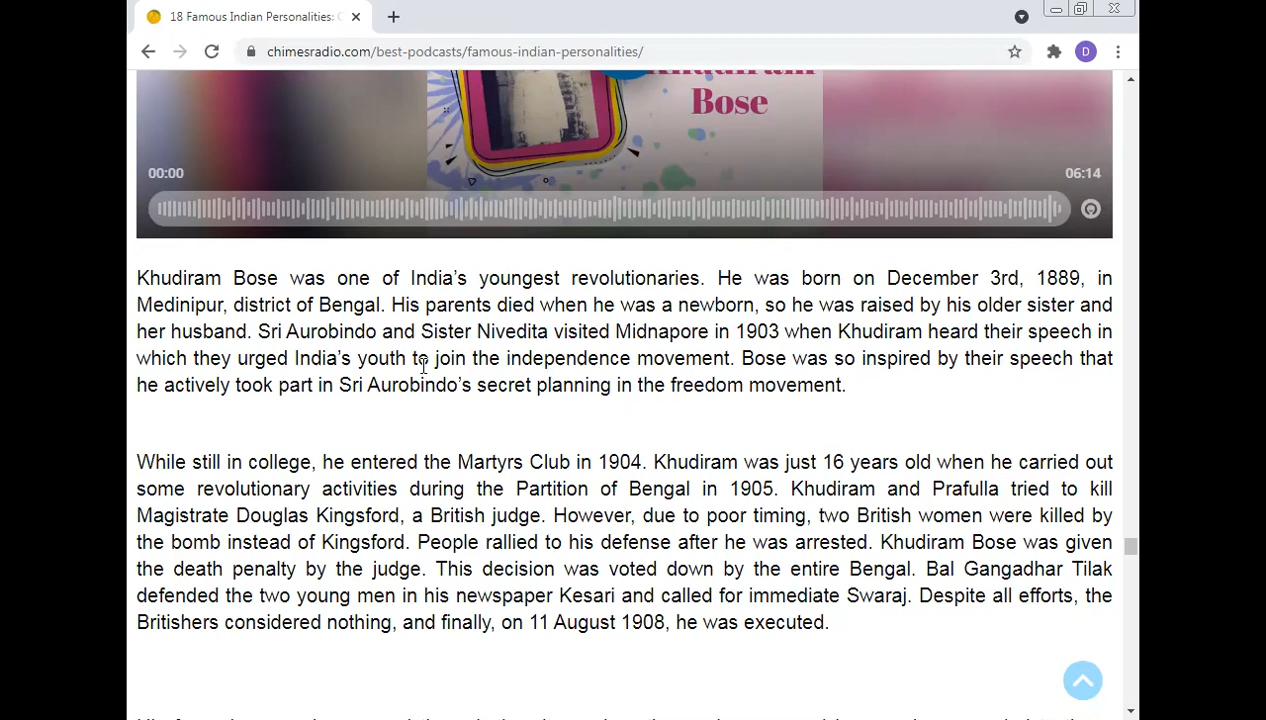 18 Famous Indian Personalities:
chimesradio.com/best-podcasts/famous-indian-personalities/
D
Bose
00:00
06:14
Khudiram Bose was one of India’s youngest revolutionaries. He was born on December 3rd, 1889, in
Medinipur, district of Bengal. His parents died when he was a newborn, so he was raised by his older sister and
her husband. Sri Aurobindo and Sister Nivedita visited Midnapore in 1903 when Khudiram heard their speech in
which they urged India’s youth to join the independence movement. Bose was so inspired by their speech that
he actively took part in Sri Aurobindo’s secret planning in the freedom movement.
While still in college, he entered the Martyrs Club in 1904. Khudiram was just 16 years old when he carried out
some revolutionary activities during the Partition of Bengal in 1905. Khudiram and Prafulla tried to kill
Magistrate Douglas Kingsford, a British judge. However, due to poor timing, two British women were killed by
the bomb instead of Kingsford. People rallied to his defense after he was arrested. Khudiram Bose was given
the death penalty by the judge. This decision was voted down by the entire Bengal. Bal Gangadhar Tilak
defended the two young men in his newspaper Kesari and called for immediate Swaraj. Despite all efforts, the
Britishers considered nothing, and finally, on 11 August 1908, he was executed.